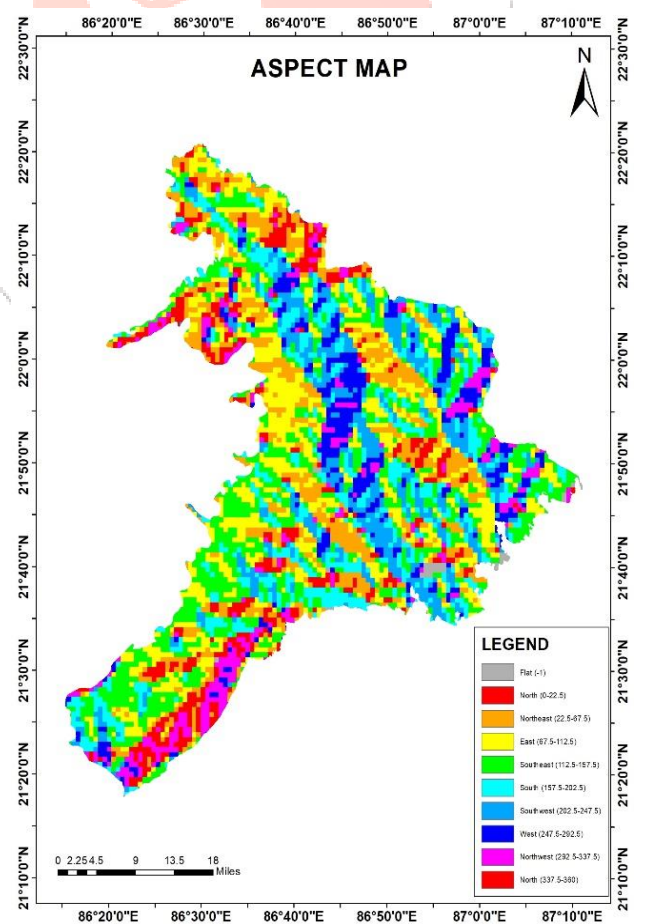 86°20'0"E 86°30'0"E 86°40'0"E 86°50'0"E 87°0'0"E 87°10'0"E
22°30'0"N 22°30'0"N
ASPECT MAP
N
22°20'0"N 22°20'0"N
22°10'0"N 22°10'0"N
22°0'0"N 22°0'0"N
21°50'0"N 21°50'0"N
21°40'0"N 21°40'0"N
21°30'0"N 21°30'0"N
21°20'0"N 21°20'0"N
21°10'0"N 21°10'0"N
LEGEND
Flat (-1)
North (0-22.5)
Northeast (22.5-67.5)
East (67.5-112.5)
Southeast (112.5-157.5)
South (157.5-202.5)
Southwest (202.5-247.5)
West (247.5-292.5)
Northwest (292.5-337.5)
North (337.5-360)
0 2.25 4.5 9 13.5 18
Miles
86°20'0"E 86°30'0"E 86°40'0"E 86°50'0"E 87°0'0"E 87°10'0"E